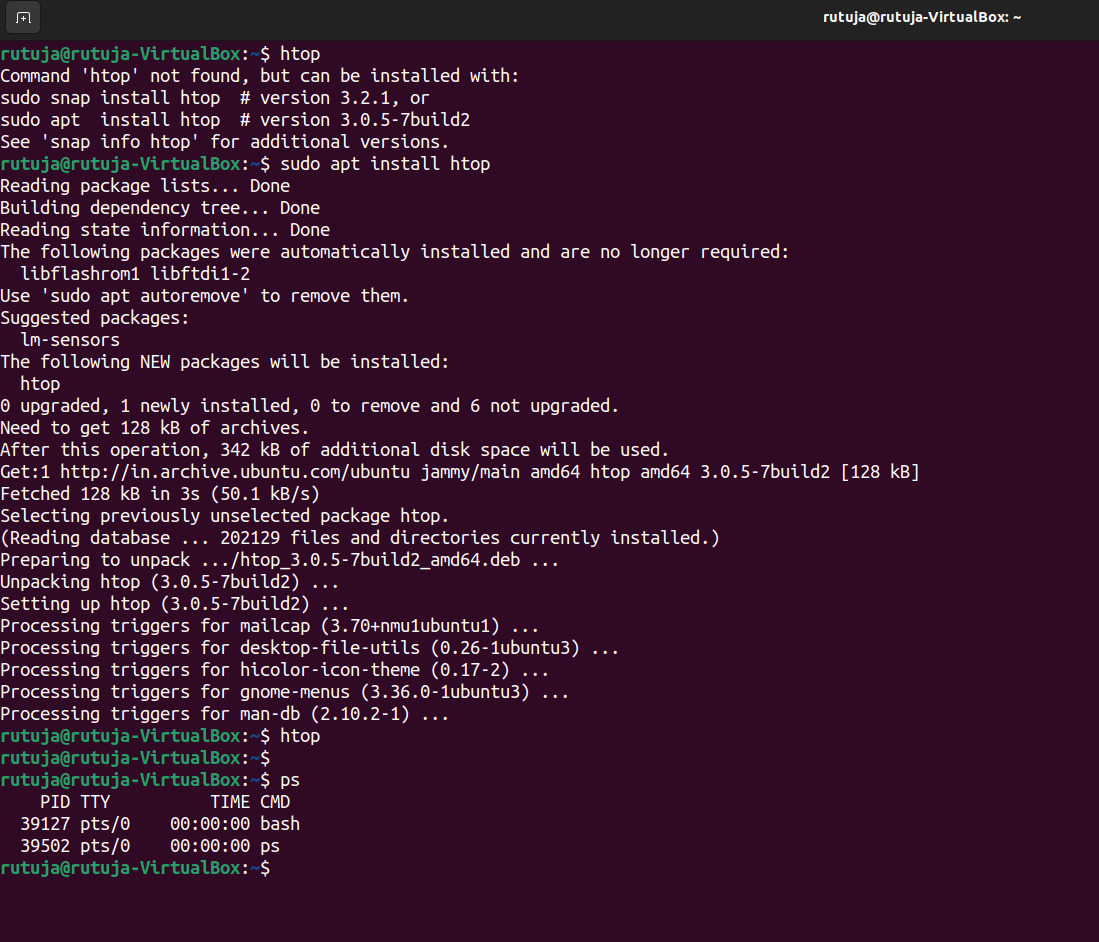 rutuja@rutuja-VirtualBox: ~
rutuja@rutuja-VirtualBox:~$ htop
Command 'htop' not found, but can be installed with:
sudo snap install htop  # version 3.2.1, or
sudo apt  install htop  # version 3.0.5-7build2
See 'snap info htop' for additional versions.
rutuja@rutuja-VirtualBox:~$ sudo apt install htop
Reading package lists... Done
Building dependency tree... Done
Reading state information... Done
The following packages were automatically installed and are no longer required:
  libflashrom1 libftdi1-2
Use 'sudo apt autoremove' to remove them.
Suggested packages:
  lm-sensors
The following NEW packages will be installed:
  htop
0 upgraded, 1 newly installed, 0 to remove and 6 not upgraded.
Need to get 128 kB of archives.
After this operation, 342 kB of additional disk space will be used.
Get:1 http://in.archive.ubuntu.com/ubuntu jammy/main amd64 htop amd64 3.0.5-7build2 [128 kB]
Fetched 128 kB in 3s (50.1 kB/s)
Selecting previously unselected package htop.
(Reading database ... 202129 files and directories currently installed.)
Preparing to unpack .../htop_3.0.5-7build2_amd64.deb ...
Unpacking htop (3.0.5-7build2) ...
Setting up htop (3.0.5-7build2) ...
Processing triggers for mailcap (3.70+nmu1ubuntu1) ...
Processing triggers for desktop-file-utils (0.26-1ubuntu3) ...
Processing triggers for hicolor-icon-theme (0.17-2) ...
Processing triggers for gnome-menus (3.36.0-1ubuntu3) ...
Processing triggers for man-db (2.10.2-1) ...
rutuja@rutuja-VirtualBox:~$ htop
rutuja@rutuja-VirtualBox:~$
rutuja@rutuja-VirtualBox:~$ ps
    PID TTY          TIME CMD
  39127 pts/0    00:00:00 bash
  39502 pts/0    00:00:00 ps
rutuja@rutuja-VirtualBox:~$